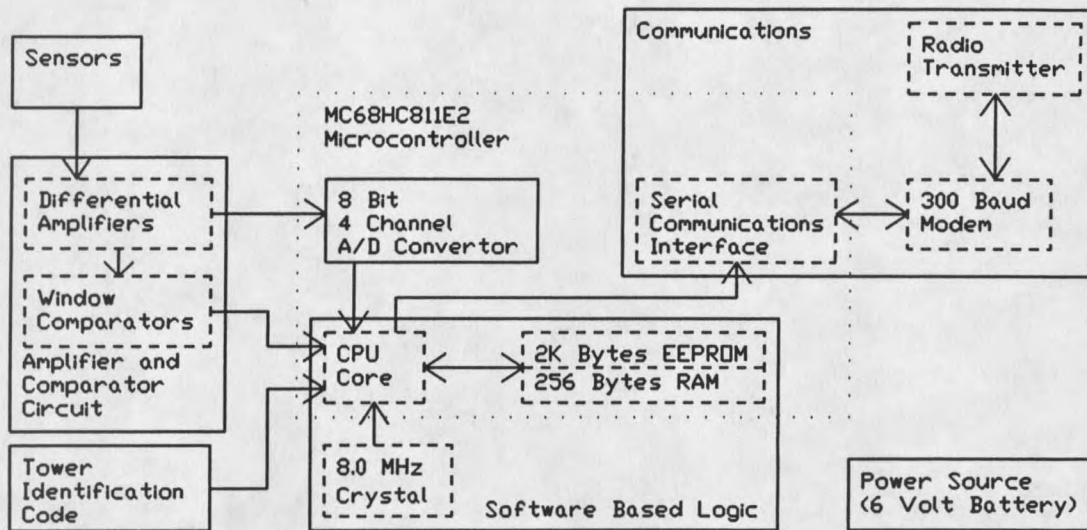 Sensors
Differential
Amplifiers
Window
Comparators
Amplifier and
Comparator
Circuit
Tower
Identification
Code
MC68HC811E2
Microcontroller
8 Bit
4 Channel
A/D Convertor
CPU
Core
2K Bytes EEPROM
256 Bytes RAM
8.0 MHz
Crystal
Software Based Logic
Communications
Radio
Transmitter
Serial
Communications
Interface
300 Baud
Modem
Power Source
(6 Volt Battery)